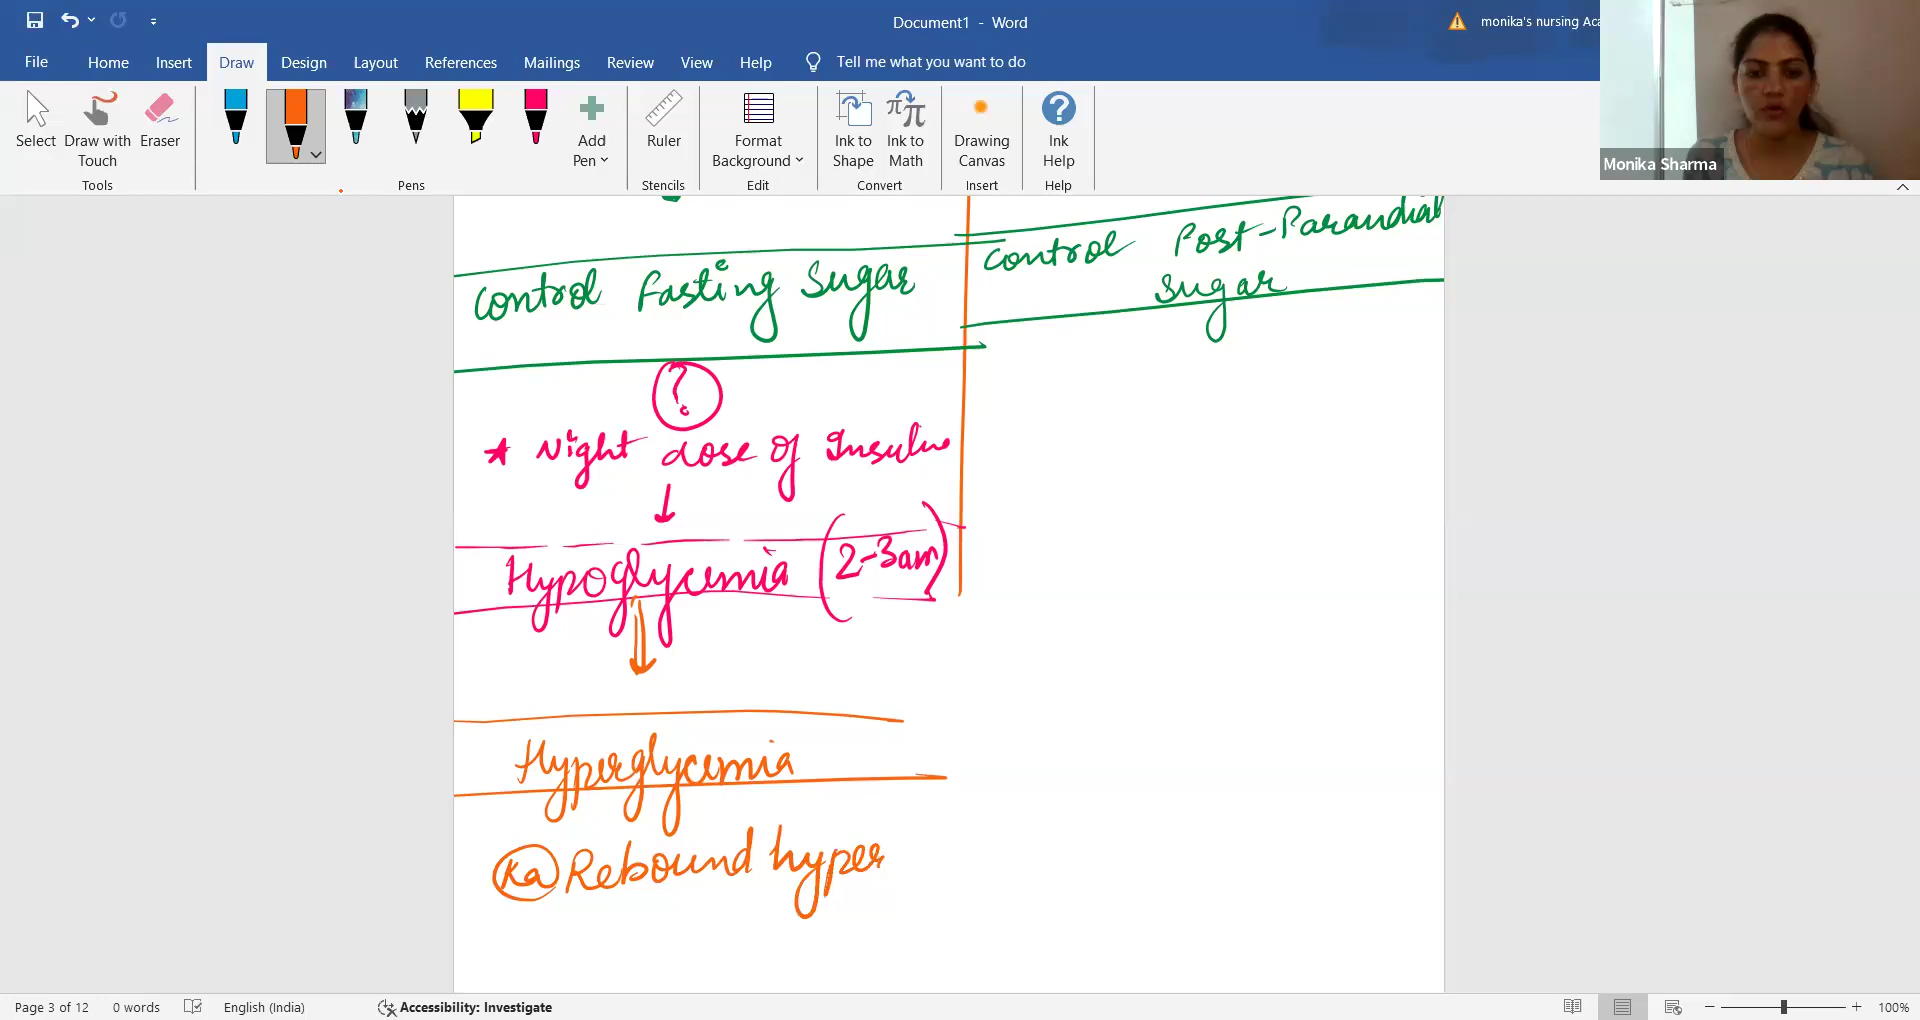 Document1 - Word
monika's nursing Aca
File Home Insert Draw Design Layout References Mailings Review View Help Tell me what you want to do
Select Draw with Touch Eraser
Add Pen
Ruler
Format Background
Ink to Shape
Ink to Math
Drawing Canvas
Ink Help
Tools Pens Stencils Edit Convert Insert Help
Monika Sharma
Control Fasting Sugar
Control Post-Parandial
Sugar
?
* Night dose of Insulin
↓
Hypoglycemia (2-3am)
Hyperglycemia
Ka Rebound hyper
Page 3 of 12 0 words English (India) Accessibility: Investigate 100%